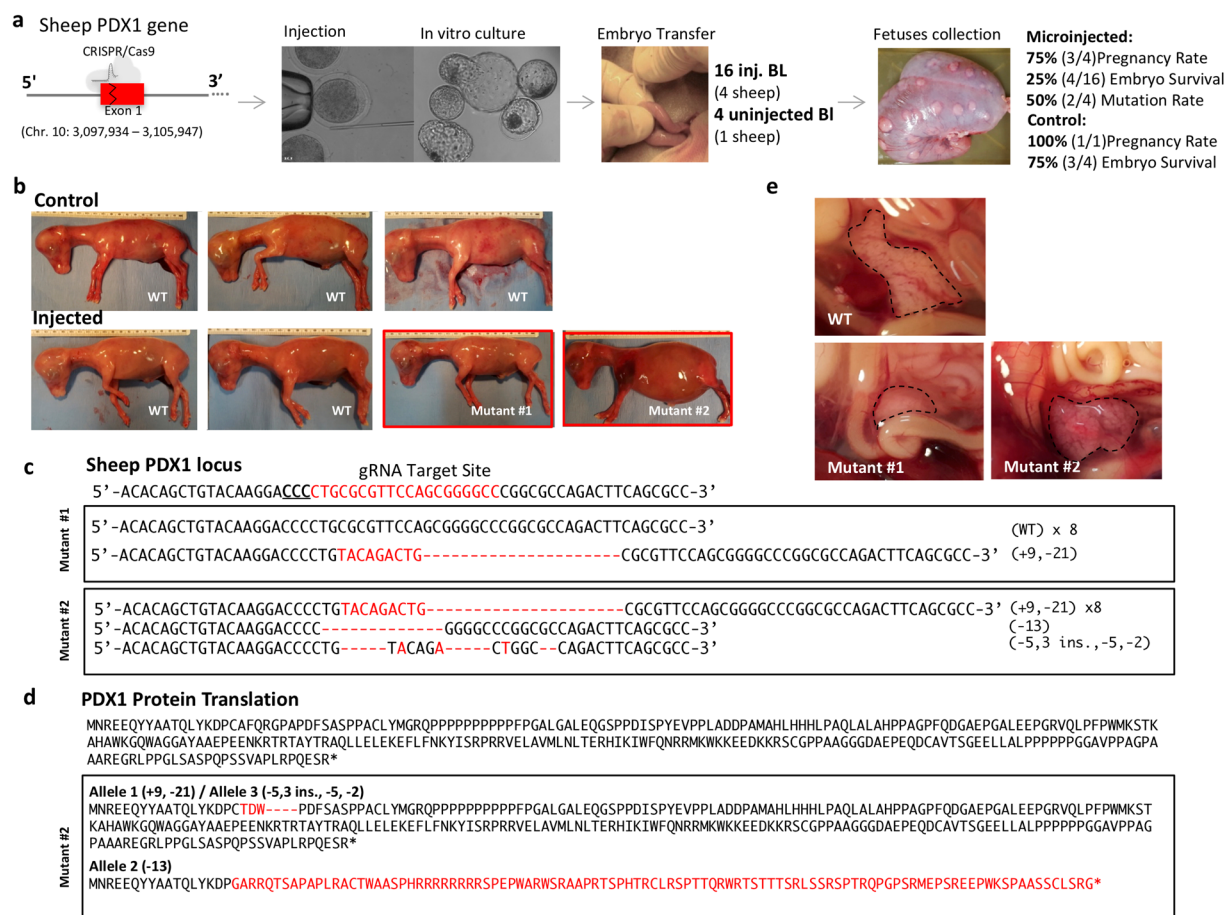 a
Sheep PDX1 gene
CRISPR/Cas9
5'
3’
Exon 1
(Chr. 10: 3,097,934 – 3,105,947)
Injection
In vitro culture
Embryo Transfer
16 inj. BL
(4 sheep)
4 uninjected Bl
(1 sheep)
Fetuses collection
Microinjected:
75% (3/4)Pregnancy Rate
25% (4/16) Embryo Survival
50% (2/4) Mutation Rate
Control:
100% (1/1)Pregnancy Rate
75% (3/4) Embryo Survival
b
Control
WT
WT
WT
Injected
WT
WT
Mutant #1
Mutant #2
e
WT
Mutant #1
Mutant #2
c
Sheep PDX1 locus
gRNA Target Site
5’-ACACAGCTGTACAAGGACCCCTGCGCGTTCCAGCGGGGCCCGGCGCCAGACTTCAGCGCC-3’
Mutant #1
5’-ACACAGCTGTACAAGGACCCCTGCGCGTTCCAGCGGGGCCCGGCGCCAGACTTCAGCGCC-3’
(WT) x 8
5’-ACACAGCTGTACAAGGACCCCTGTACAGACTG---------------------CGCGTTCCAGCGGGGCCCGGCGCCAGACTTCAGCGCC-3’
(+9,-21)
Mutant #2
5’-ACACAGCTGTACAAGGACCCCTGTACAGACTG---------------------CGCGTTCCAGCGGGGCCCGGCGCCAGACTTCAGCGCC-3’
(+9,-21) x8
5’-ACACAGCTGTACAAGGACCCC-------------GGGGCCCGGCGCCAGACTTCAGCGCC-3’
(-13)
5’-ACACAGCTGTACAAGGACCCCTG-----TACAGA-----CTGGC--CAGACTTCAGCGCC-3’
(-5,3 ins.,-5,-2)
d
PDX1 Protein Translation
MNREEQYYAATQLYKDPCAFQRGPAPDFSASPPACLYMGRQPPPPPPPPPPPFPGALGALEQGSPPDISPYEVPPLADDPAMAHLHHHLPAQLALAHPPAGPFQDGAEPGALEEPGRVQLPFPWMKSTK
AHAWKGQWAGGAYAAEPEENKRTRTAYTRAQLLELEKEFLFNKYISRPRRVELAVMLNLTERHIKIWFQNRRMKWKKEEDKKRSCGPPAAGGGDAEPEQDCAVTSGEELLALPPPPPPGGAVPPAGPA
AAREGRLPPGLSASPQPSSVAPLRPQESR*
Mutant #2
Allele 1 (+9, -21) / Allele 3 (-5,3 ins., -5, -2)
MNREEQYYAATQLYKDPCTDW----PDFSASPPACLYMGRQPPPPPPPPPPPFPGALGALEQGSPPDISPYEVPPLADDPAMAHLHHHLPAQLALAHPPAGPFQDGAEPGALEEPGRVQLPFPWMKST
KAHAWKGQWAGGAYAAEPEENKRTRTAYTRAQLLELEKEFLFNKYISRPRRVELAVMLNLTERHIKIWFQNRRMKWKKEEDKKRSCGPPAAGGGDAEPEQDCAVTSGEELLALPPPPPPGGAVPPAG
PAAAREGRLPPGLSASPQPSSVAPLRPQESR*
Allele 2 (-13)
MNREEQYYAATQLYKDPGARRQTSAPAPLRACTWAASPHRRRRRRRRSPEPWARWSRAAPRTSPHTRCLRSPTTQRWRTSTTTSRLSSRSPTRQPGPSRMEPSREEPWKSPAASSCLSRG*